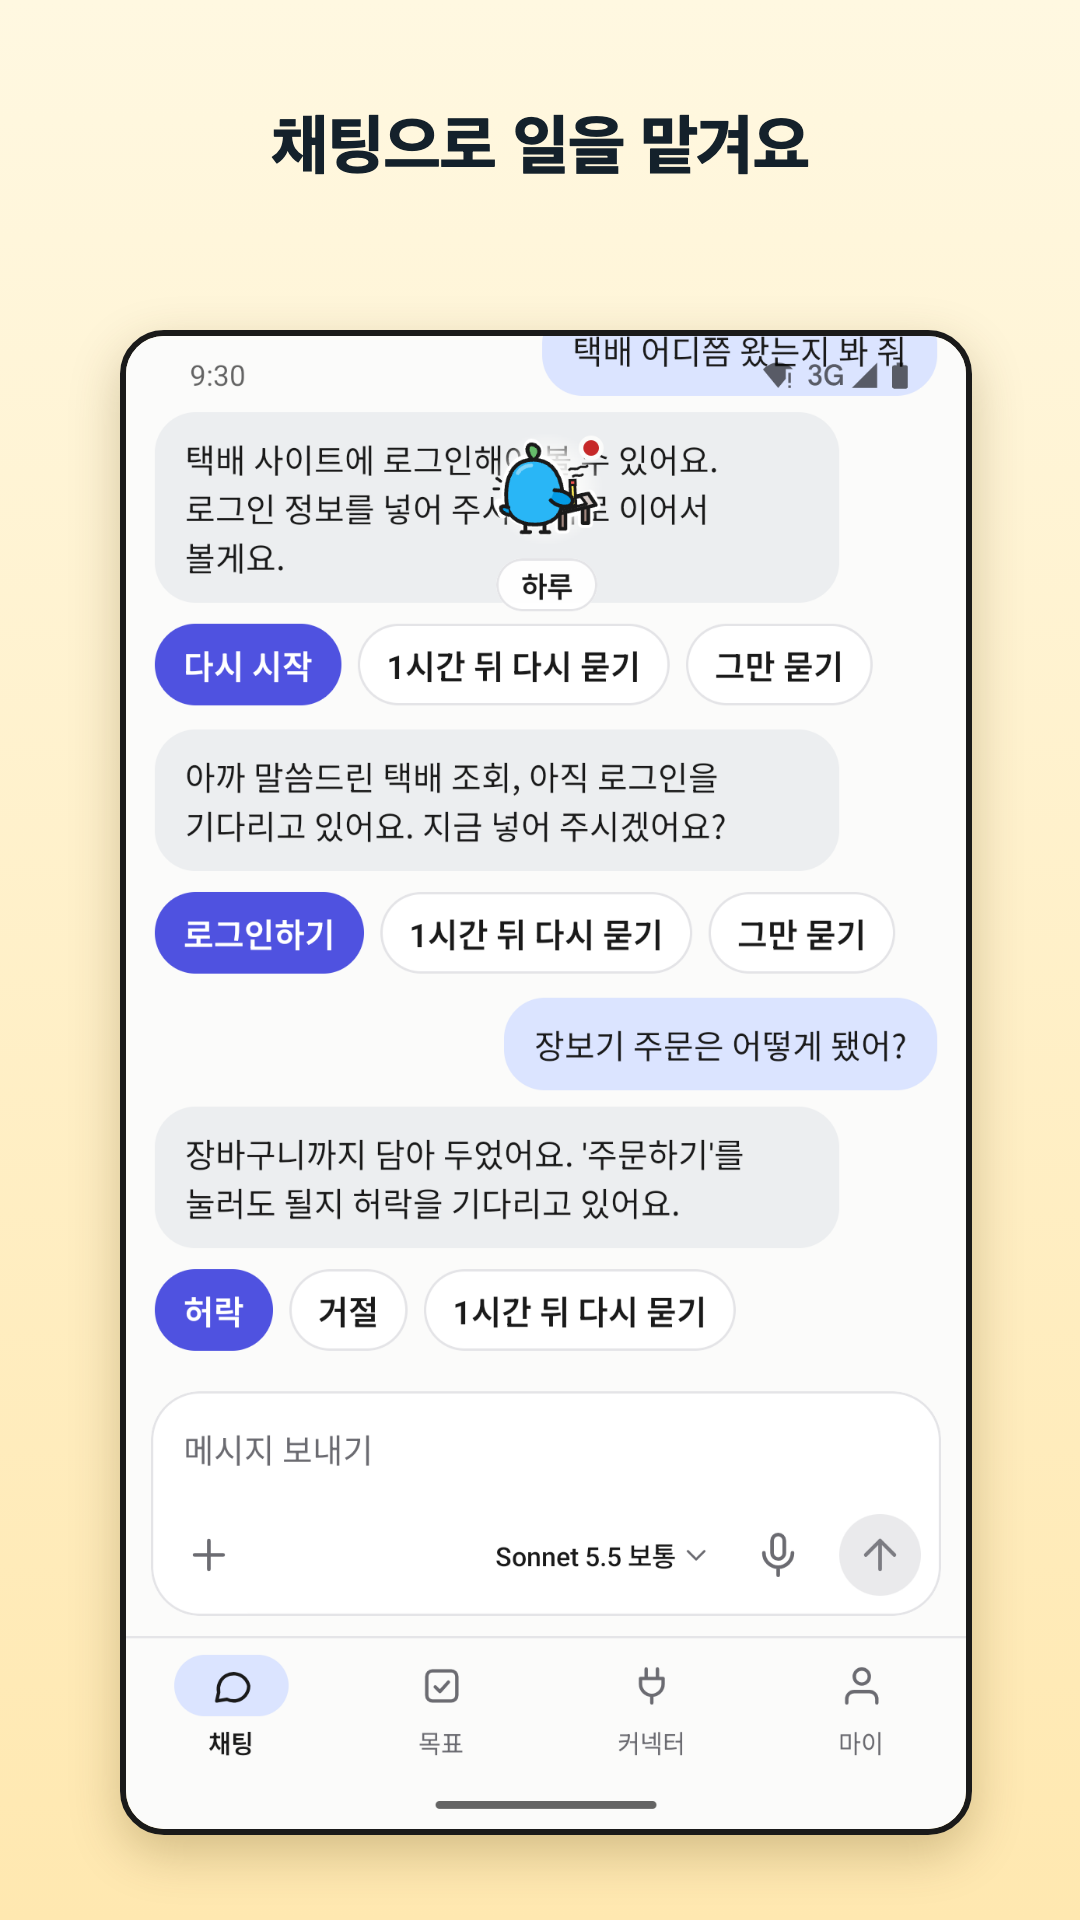 채팅으로 일을 맡겨요
택배 어디쯤 왔는지 봐 줘
9:30
3G
택배 사이트에 로그인해야 볼 수 있어요.
로그인 정보를 넣어 이어서
볼게요.
하루
다시 시작
1시간 뒤 다시 묻기
그만 묻기
아까 말씀드린 택배 조회, 아직 로그인을
기다리고 있어요. 지금 넣어 주시겠어요?
로그인하기
1시간 뒤 다시 묻기
그만 묻기
장보기 주문은 어떻게 됐어?
장바구니까지 담아 두었어요. '주문하기'를
눌러도 될지 허락을 기다리고 있어요.
허락
거절
1시간 뒤 다시 묻기
메시지 보내기
Sonnet 5.5 보통
채팅
목표
커넥터
마이